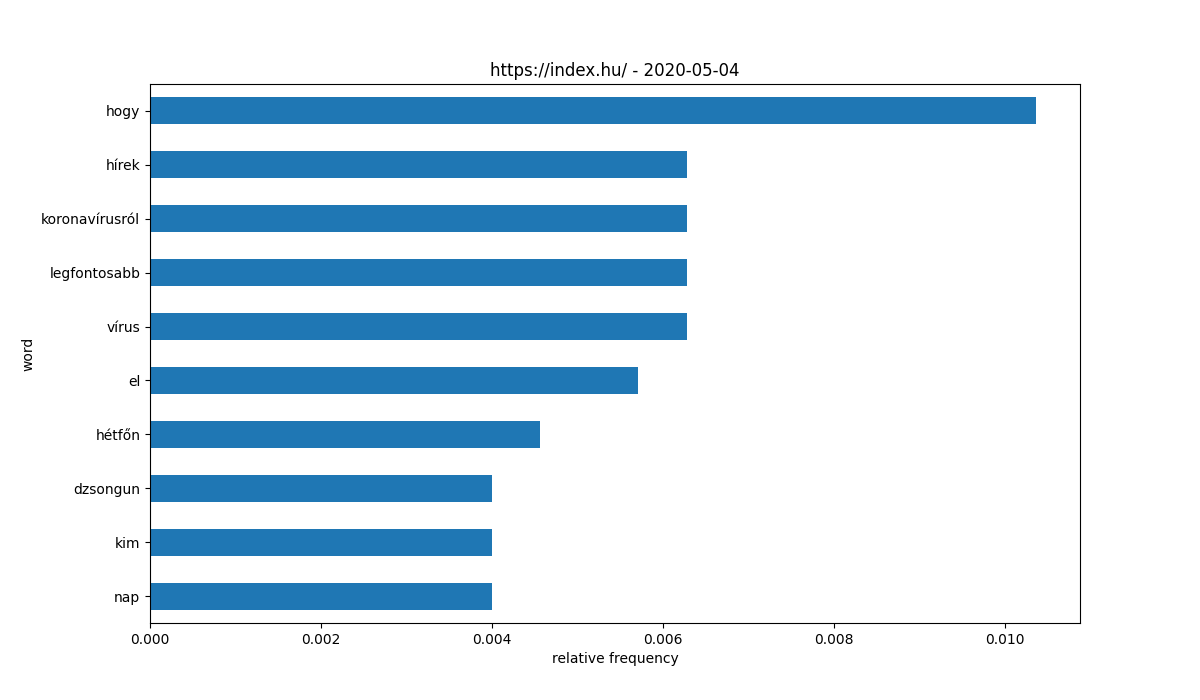 https://index.hu/ - 2020-05-04
word
hogy
hírek
koronavírusról
legfontosabb
vírus
el
hétfőn
dzsongun
kim
nap
0.000 0.002 0.004 0.006 0.008 0.010
relative frequency